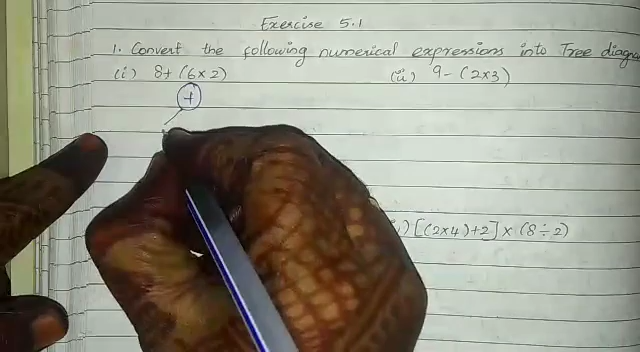 Exercise 5.1
1. Convert the following numerical expressions into Tree
(i) 8+ (6×2) (ii) 9 - (2×3)
+
) [(2×4)+2] × (8÷2)